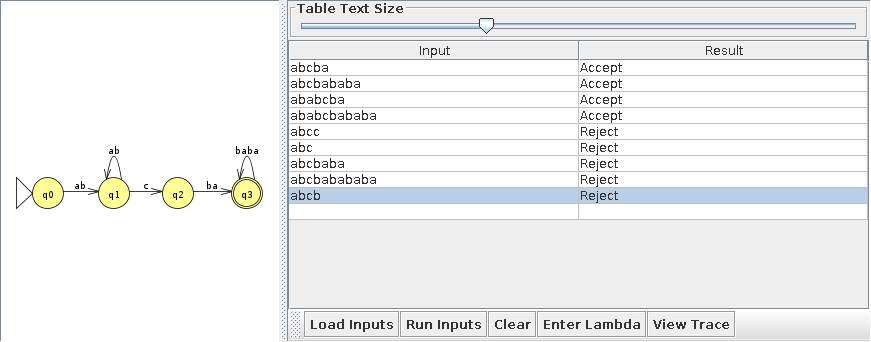 Table Text Size
Input Result
abcba Accept
abcbababa Accept
ababcba Accept
ababcbababa Accept
abcc Reject
abc Reject
abcbaba Reject
abcbabababa Reject
abcb Reject
ab baba
q0 ab q1 c q2 ba q3
Load Inputs Run Inputs Clear Enter Lambda View Trace